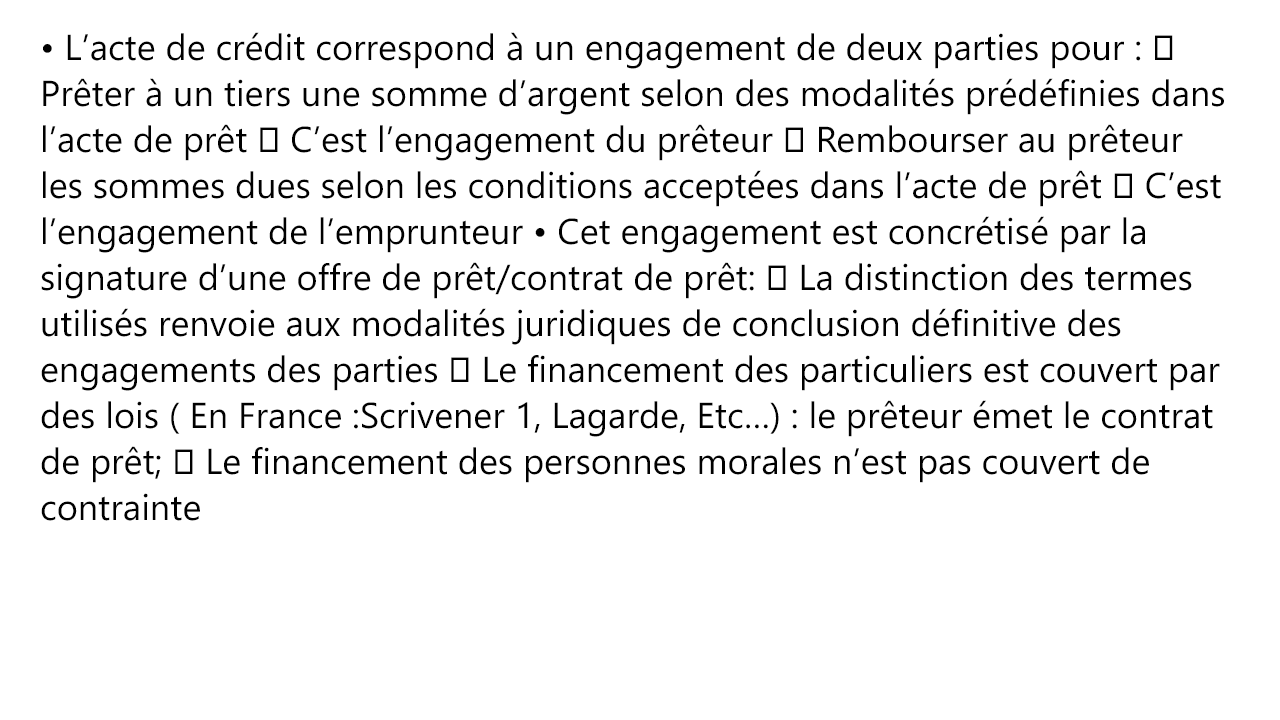 • L’acte de crédit correspond à un engagement de deux parties pour : 
Prêter à un tiers une somme d’argent selon des modalités prédéfinies dans
l’acte de prêt  C’est l’engagement du prêteur  Rembourser au prêteur
les sommes dues selon les conditions acceptées dans l’acte de prêt  C’est
l’engagement de l’emprunteur • Cet engagement est concrétisé par la
signature d’une offre de prêt/contrat de prêt:  La distinction des termes
utilisés renvoie aux modalités juridiques de conclusion définitive des
engagements des parties  Le financement des particuliers est couvert par
des lois ( En France :Scrivener 1, Lagarde, Etc…) : le prêteur émet le contrat
de prêt;  Le financement des personnes morales n’est pas couvert de
contrainte